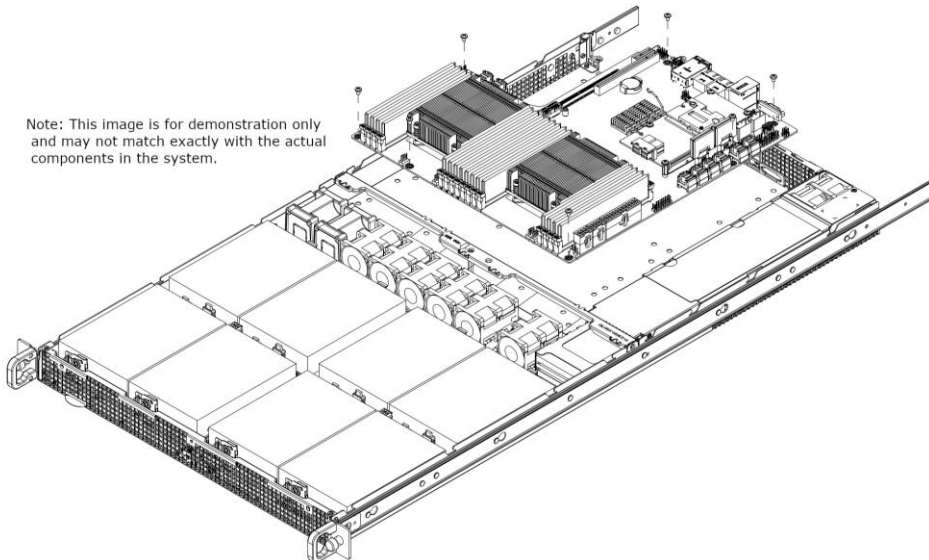 Note: This image is for demonstration only
and may not match exactly with the actual
components in the system.